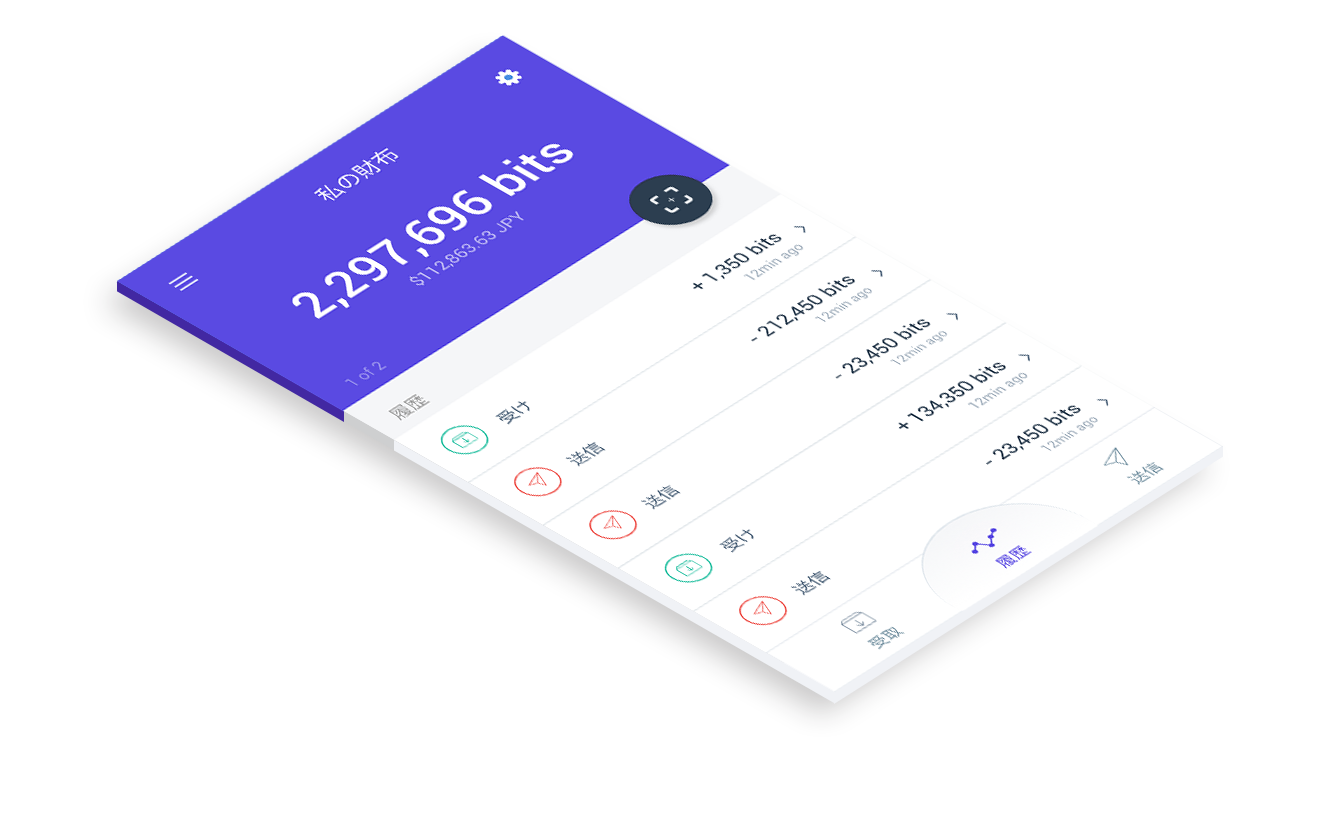 私の財布
2,297,696 bits
$112,863.63 JPY
1 of 2
履歴
受け
+ 1,350 bits
12min ago
送信
- 212,450 bits
12min ago
送信
- 23,450 bits
12min ago
受け
+ 134,350 bits
12min ago
送信
- 23,450 bits
12min ago
受取
履歴
送信